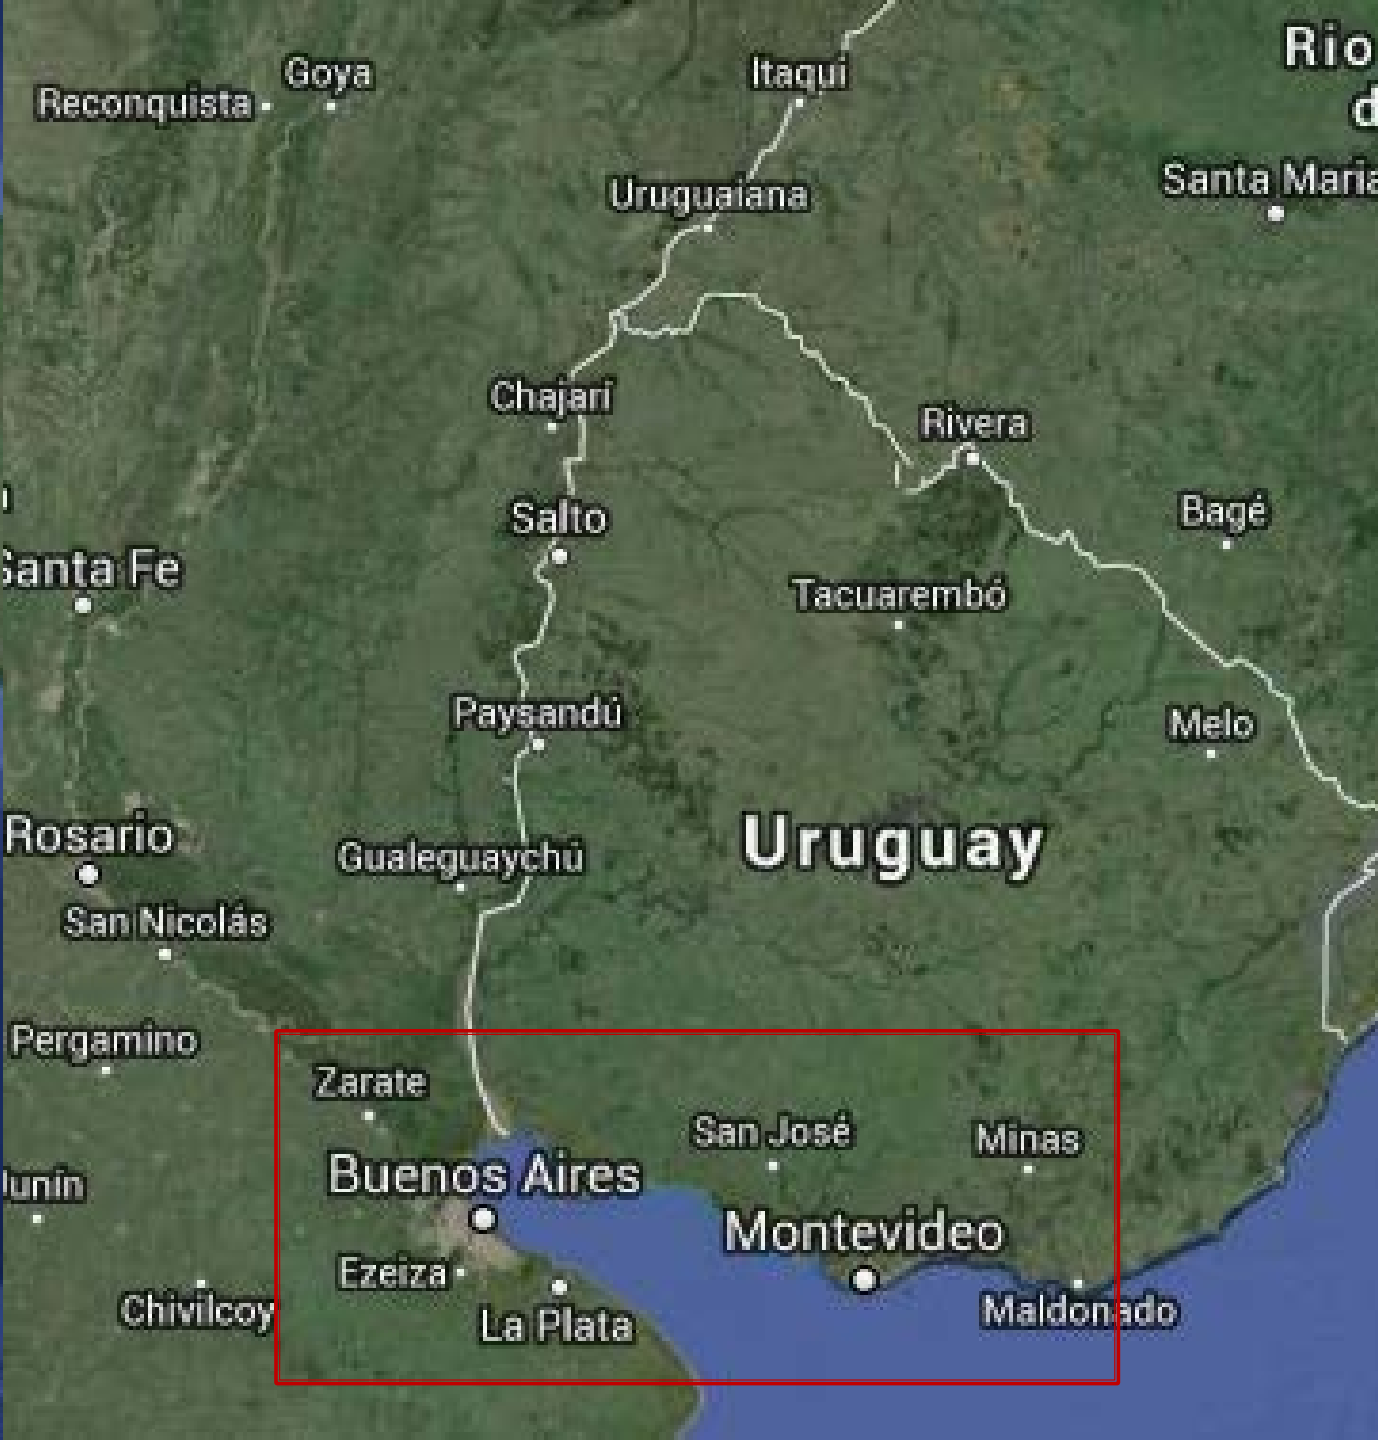 Goya
Reconquista
Itaqui
Rio
d
Santa Maria
Uruguaiana
Chajarí
Rivera
Salto
Bagé
Santa Fe
Tacuarembó
Paysandú
Melo
Rosario
Uruguay
Gualeguaychú
San Nicolás
Pergamino
Zarate
San José
Minas
Junín
Buenos Aires
Montevideo
Ezeiza
Chivilcoy
La Plata
Maldonado